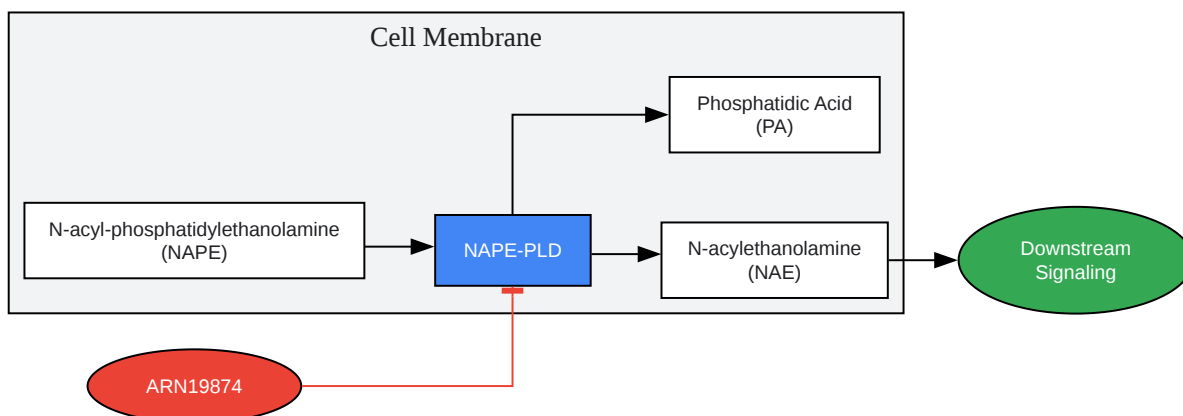 Cell Membrane
Phosphatidic Acid
(PA)
N-acyl-phosphatidylethanolamine
(NAPE)
NAPE-PLD
N-acylethanolamine
(NAE)
Downstream
Signaling
ARN19874